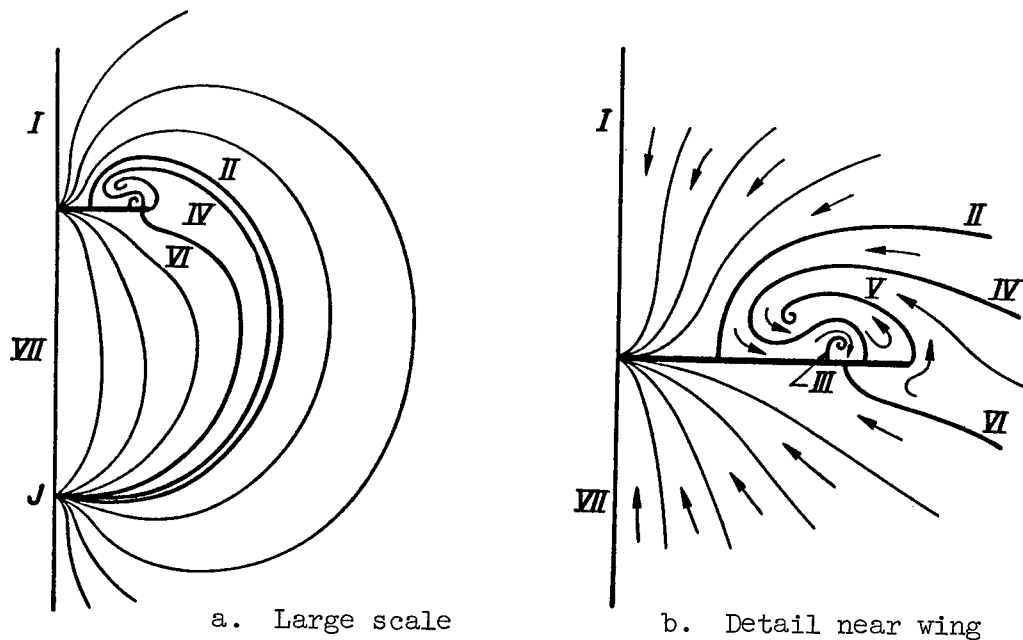 I
II
IV
VI
VII
J
a. Large scale
I
II
IV
V
III
VI
VII
b. Detail near wing